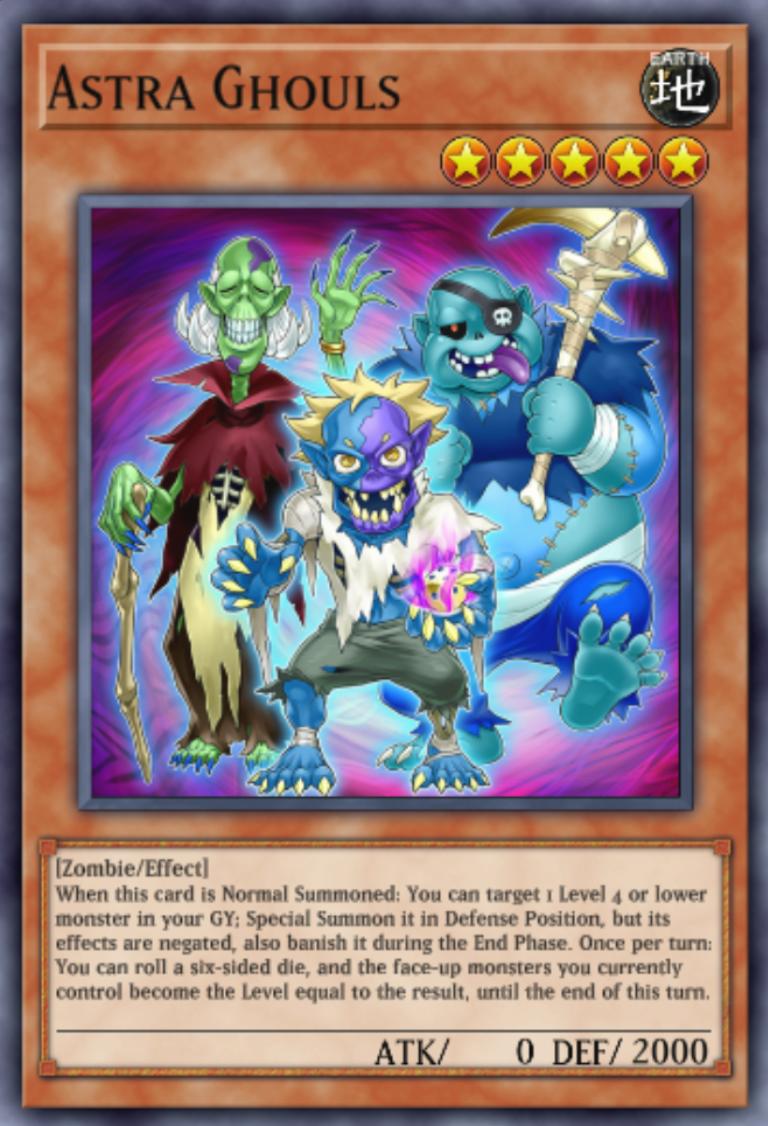 Astra Ghouls
EARTH
地
[Zombie/Effect]
When this card is Normal Summoned: You can target 1 Level 4 or lower
monster in your GY; Special Summon it in Defense Position, but its
effects are negated, also banish it during the End Phase. Once per turn:
You can roll a six-sided die, and the face-up monsters you currently
control become the Level equal to the result, until the end of this turn.
ATK/ 0 DEF/ 2000